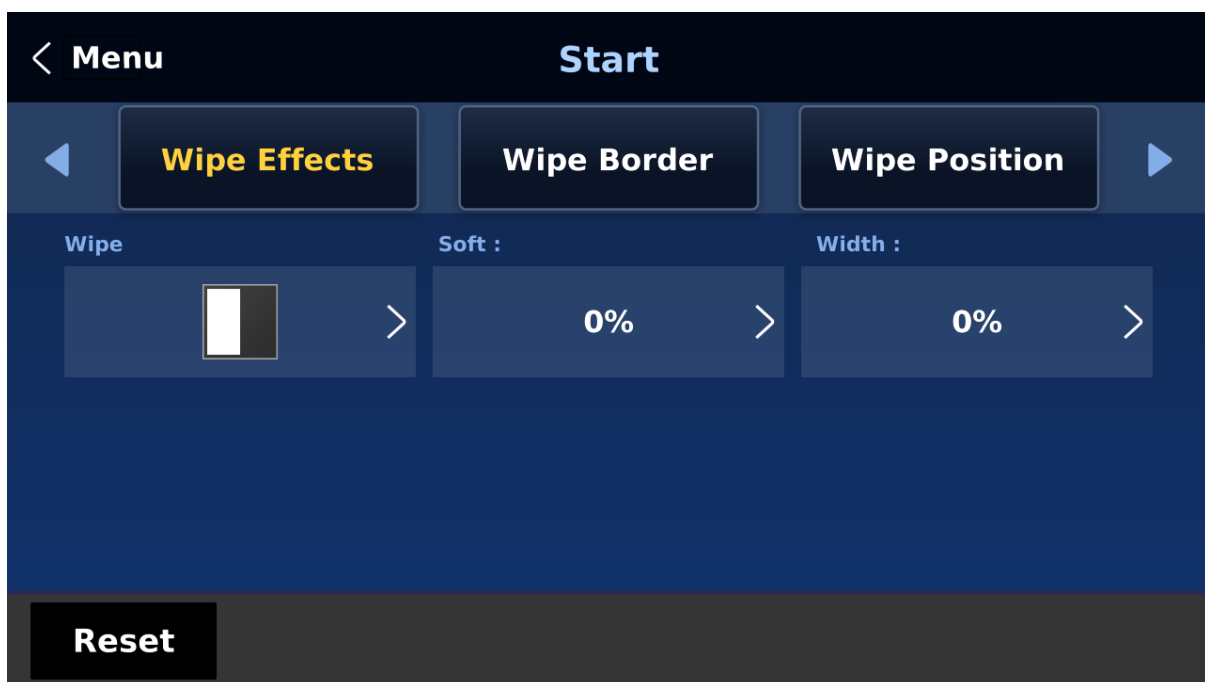 Menu
Start
Wipe Effects
Wipe Border
Wipe Position
Wipe
Soft :
Width :
0%
0%
Reset